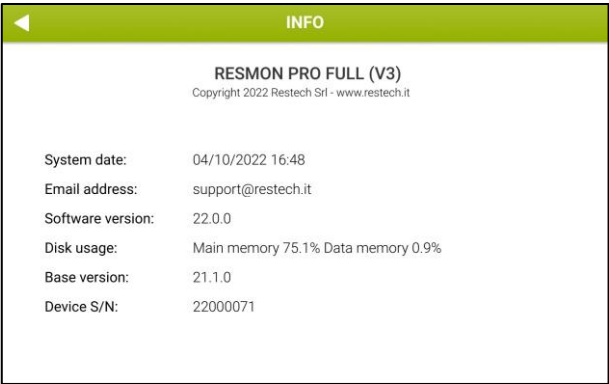 INFO
RESMON PRO FULL (V3)
Copyright 2022 Restech Srl - www.restech.it
System date: 04/10/2022 16:48
Email address: support@restech.it
Software version: 22.0.0
Disk usage: Main memory 75.1% Data memory 0.9%
Base version: 21.1.0
Device S/N: 22000071